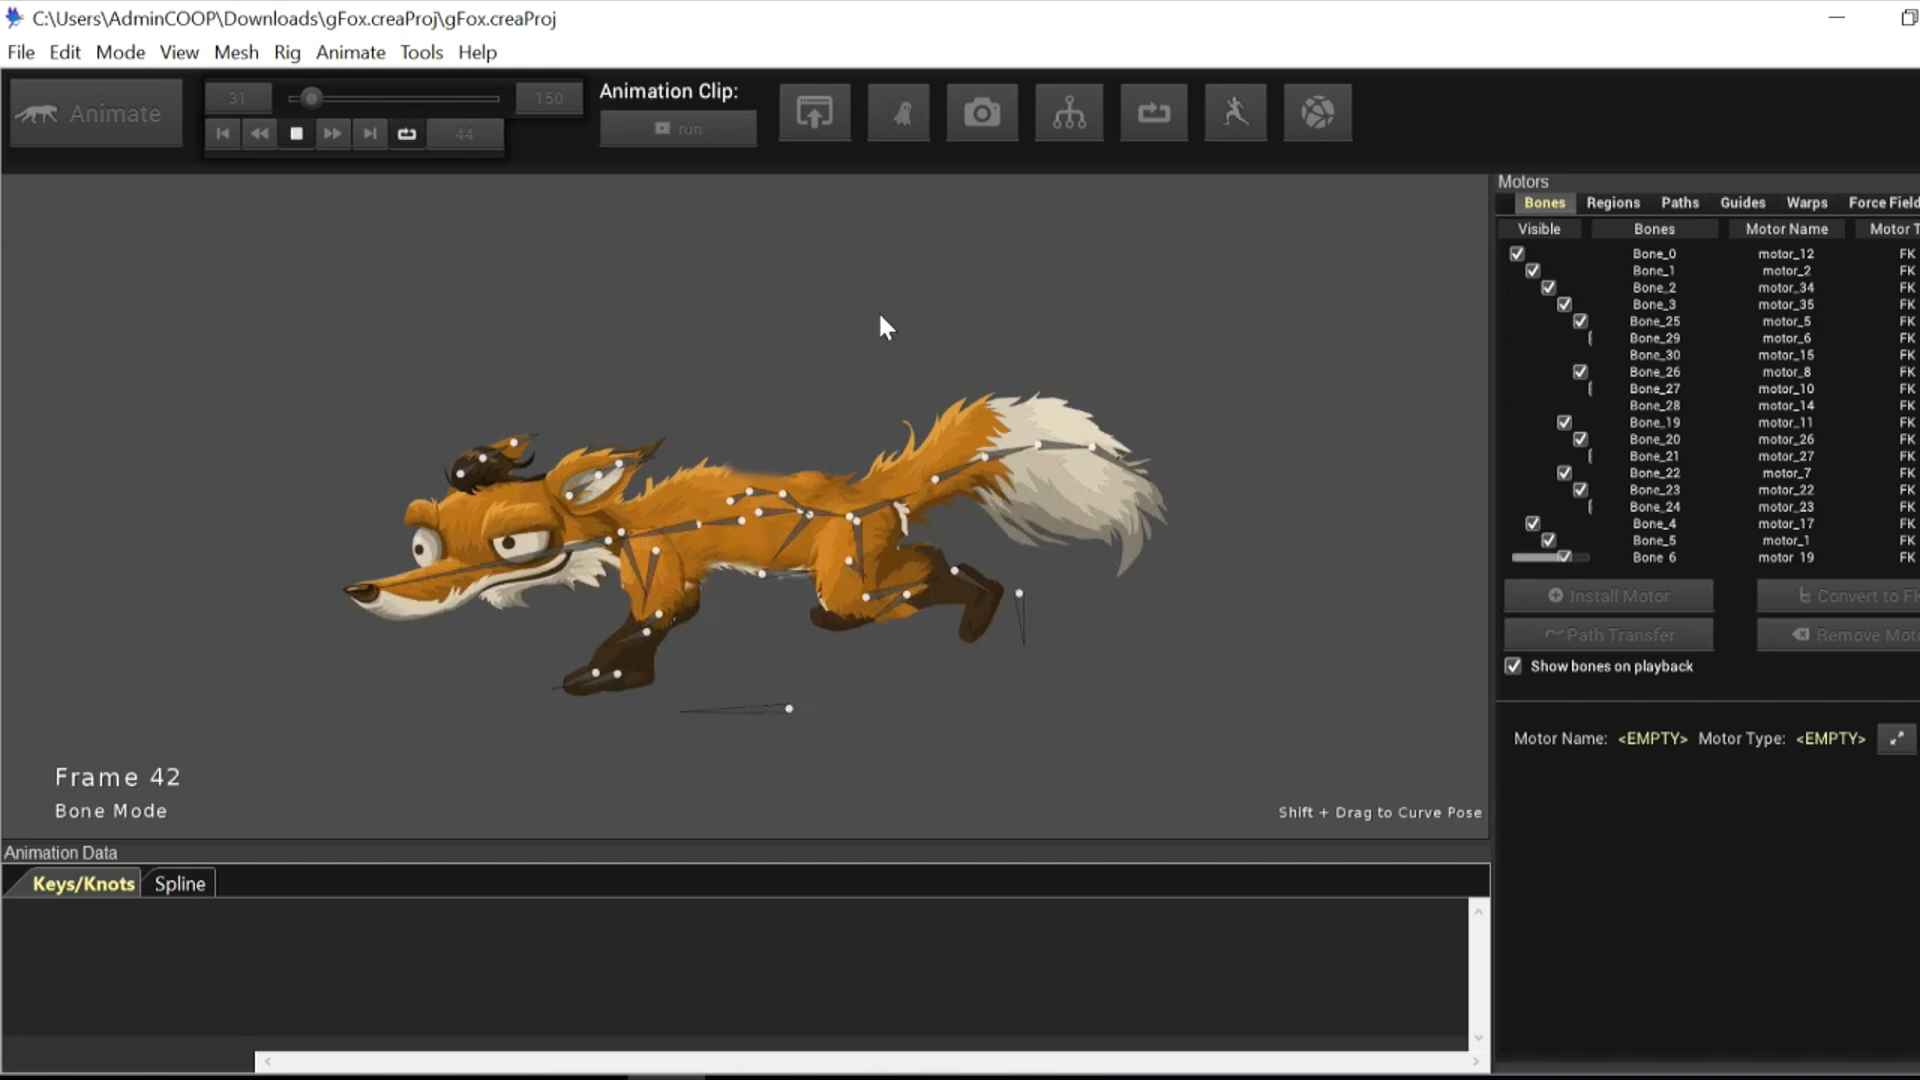 C:\Users\AdminCOOP\Downloads\gFox.creaProj\gFox.creaProj
File Edit Mode View Mesh Rig Animate Tools Help
Animate
31
150
44
Animation Clip:
run
Motors
Bones Regions Paths Guides Warps Force Field
Visible Bones Motor Name Motor T
Bone_0 motor_12 FK
Bone_1 motor_2 FK
Bone_2 motor_34 FK
Bone_3 motor_35 FK
Bone_25 motor_5 FK
Bone_29 motor_6 FK
Bone_30 motor_15 FK
Bone_26 motor_8 FK
Bone_27 motor_10 FK
Bone_28 motor_14 FK
Bone_19 motor_11 FK
Bone_20 motor_26 FK
Bone_21 motor_27 FK
Bone_22 motor_7 FK
Bone_23 motor_22 FK
Bone_24 motor_23 FK
Bone_4 motor_17 FK
Bone_5 motor_1 FK
Bone_6 motor_19 FK
Install Motor Convert to FK
Path Transfer Remove Moto
Show bones on playback
Motor Name: <EMPTY> Motor Type: <EMPTY>
Frame 42
Bone Mode
Shift + Drag to Curve Pose
Animation Data
Keys/Knots Spline